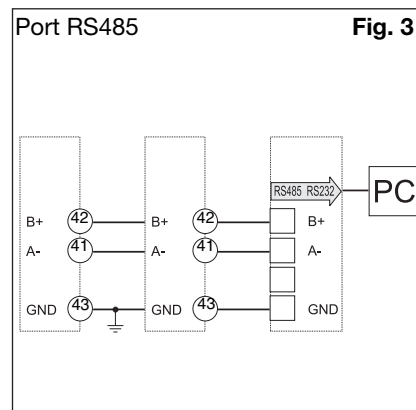 Port RS485 Fig. 3
RS485 RS232 PC
B+ 42 B+ 42 B+
A- 41 A- 41 A-
GND 43 GND 43 GND